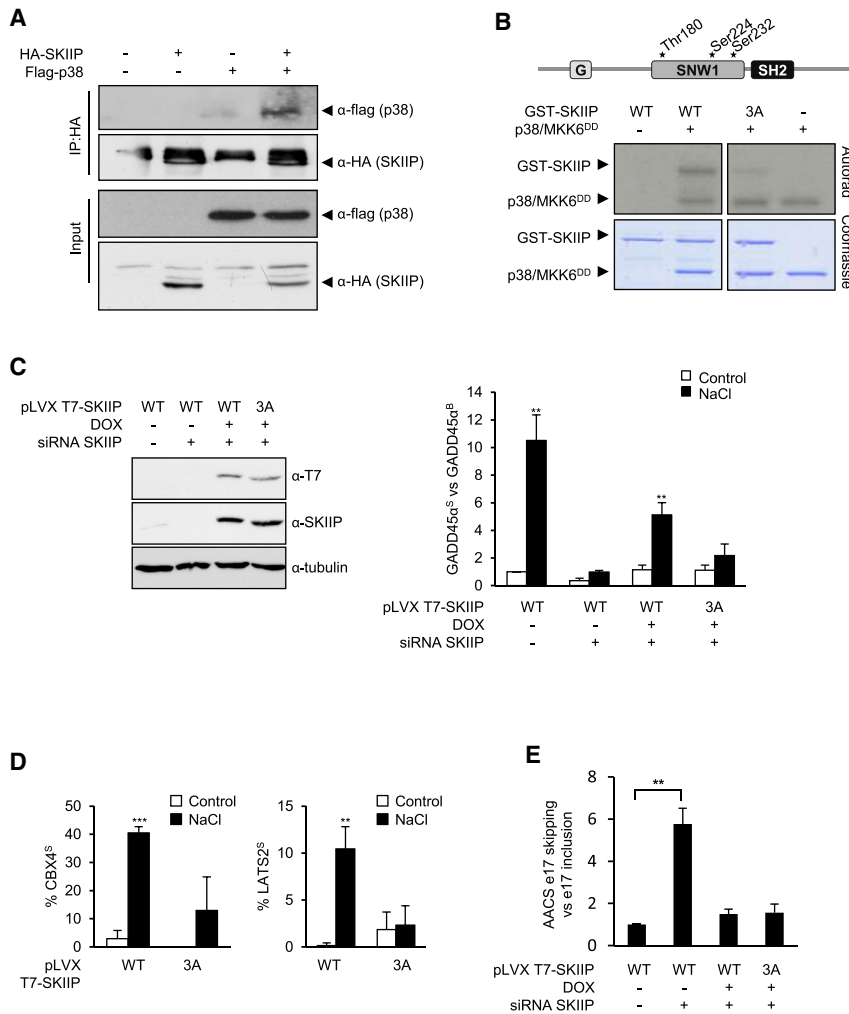 A
HA-SKIIP - + - +
Flag-p38 - - + +
IP:HA
α-flag (p38)
α-HA (SKIIP)
Input
α-flag (p38)
α-HA (SKIIP)
B
Thr180
Ser224
Ser232
G SNW1 SH2
GST-SKIIP WT WT 3A -
p38/MKK6DD - + + +
GST-SKIIP
p38/MKK6DD
Autorad
GST-SKIIP
p38/MKK6DD
Coomassie
C
pLVX T7-SKIIP WT WT WT 3A
DOX - - + +
siRNA SKIIP - + + +
α-T7
α-SKIIP
α-tubulin
Control
NaCl
GADD45αS vs GADD45αB
14
12
10
8
6
4
2
0
**
**
pLVX T7-SKIIP WT WT WT 3A
DOX - - + +
siRNA SKIIP - + + +
D
Control
NaCl
% CBX4S
50
40
30
20
10
0
***
pLVX
T7-SKIIP
WT 3A
Control
NaCl
% LATS2S
15
10
5
0
**
WT 3A
E
AACS e17 skipping
vs e17 inclusion
8
6
4
2
0
**
pLVX T7-SKIIP WT WT WT 3A
DOX - - + +
siRNA SKIIP - + + +